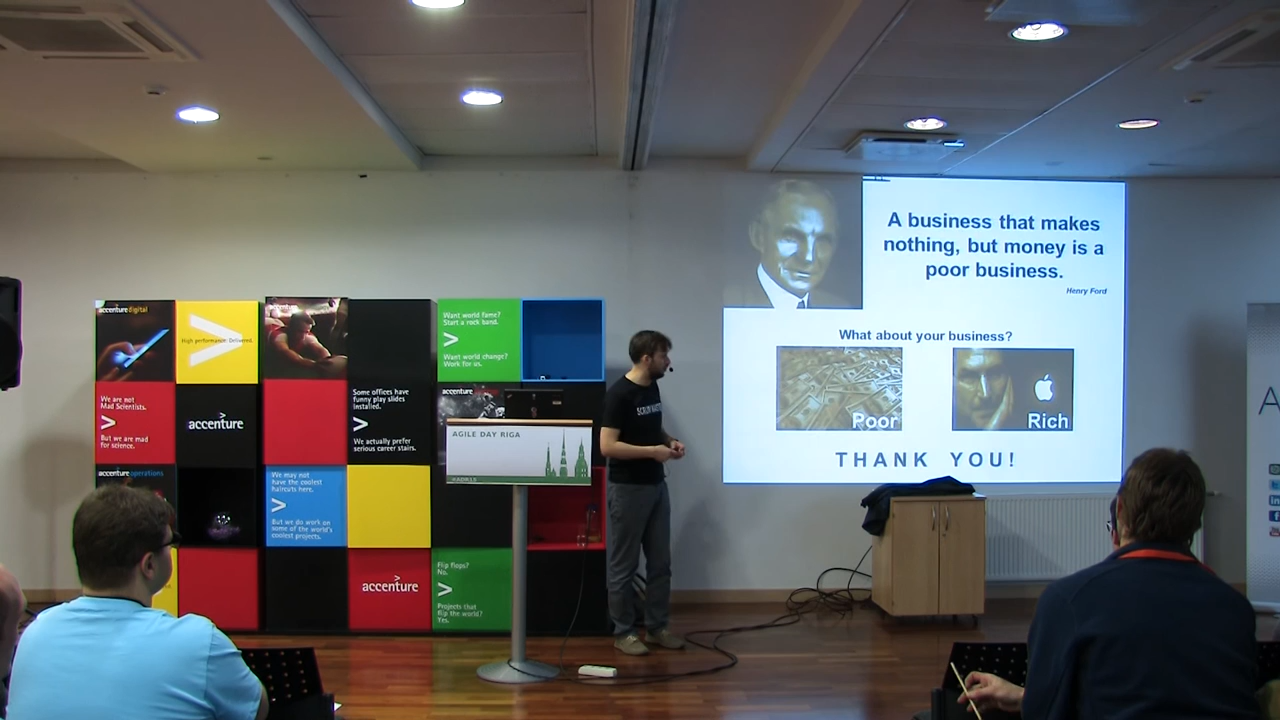 accenturedigital
High performance. Delivered.
accenture
Want world fame?
Start a rock band.
>
Want world change?
Work for us.
We are not
Mad Scientists.
>
But we are mad
for science.
accenture
Some offices have
funny play slides
installed.
>
We actually prefer
serious career stairs.
accenture
AGILE DAY RIGA
accentureoperations
We may not
have the coolest
haircuts here.
>
But we do work on
some of the world's
coolest projects.
accenture
Flip flops?
No.
>
Projects that
flip the world?
Yes.
A business that makes
nothing, but money is a
poor business.
Henry Ford
What about your business?
Poor
Rich
THANK YOU!
A